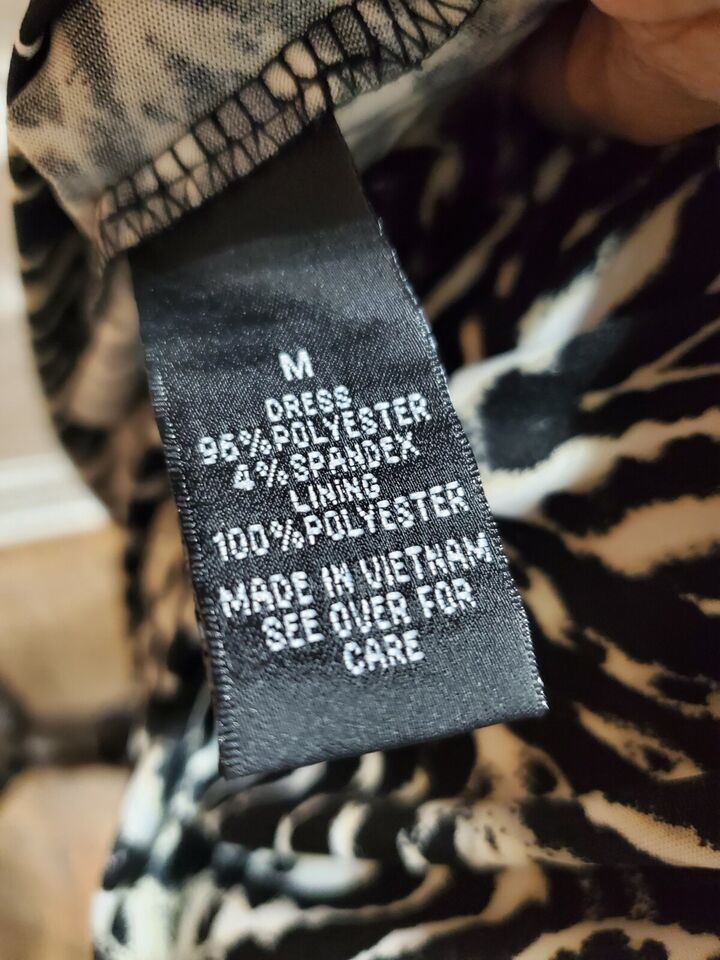 M
DRESS
96%POLYESTER
4%SPANDEX
LINING
100%POLYESTER
MADE IN VIETNAM
SEE OVER FOR
CARE